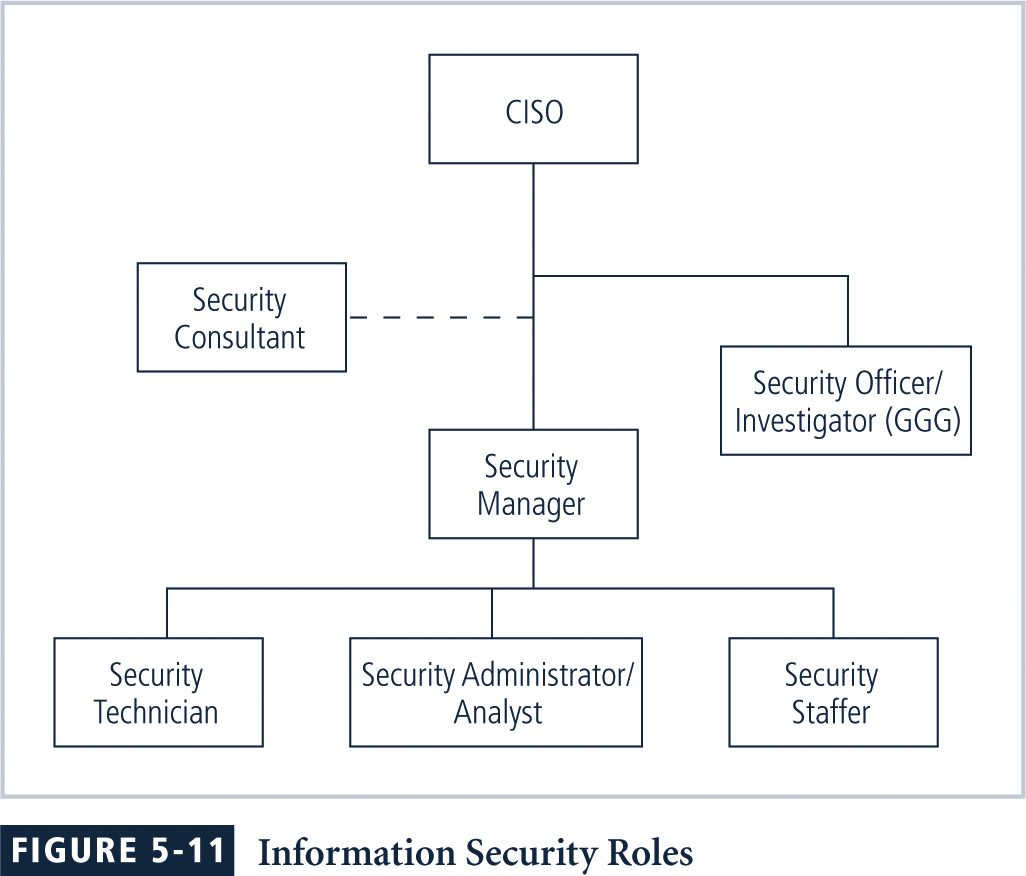 CISO
Security
Consultant
Security Officer/
Investigator (GGG)
Security
Manager
Security
Technician
Security Administrator/
Analyst
Security
Staffer
FIGURE 5-11 Information Security Roles